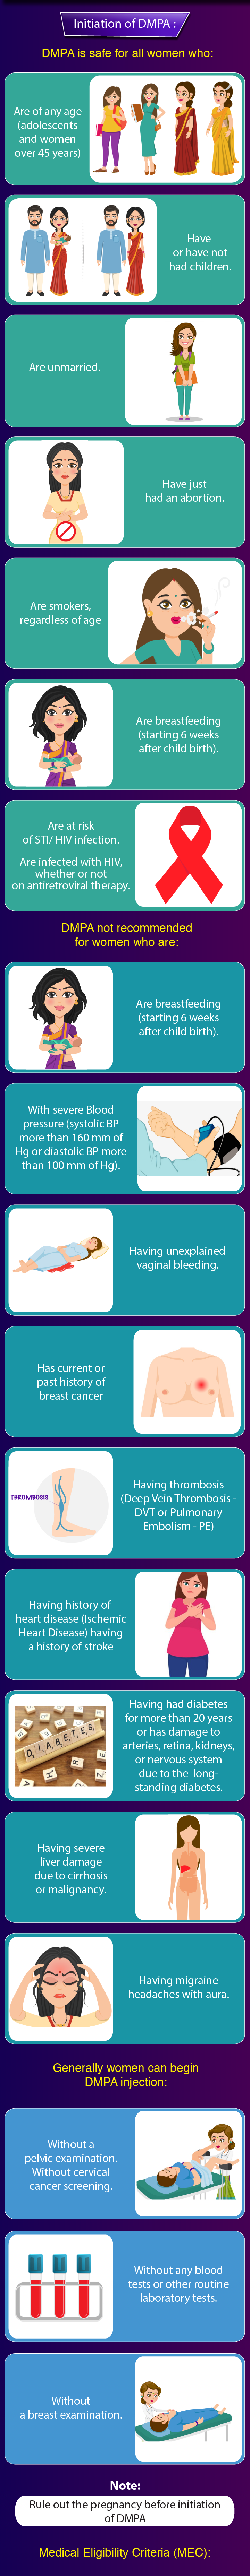 Initiation of DMPA :
DMPA is safe for all women who:
Are of any age
(adolescents
and women
over 45 years)
Have
or have not
had children.
Are unmarried.
Have just
had an abortion.
Are smokers,
regardless of age
Are breastfeeding
(starting 6 weeks
after child birth).
Are at risk
of STI/ HIV infection.
Are infected with HIV,
whether or not
on antiretroviral therapy.
DMPA not recommended
for women who are:
Are breastfeeding
(starting 6 weeks
after child birth).
With severe Blood
pressure (systolic BP
more than 160 mm of
Hg or diastolic BP more
than 100 mm of Hg).
Having unexplained
vaginal bleeding.
Has current or
past history of
breast cancer
THROMBOSIS
Having thrombosis
(Deep Vein Thrombosis -
DVT or Pulmonary
Embolism - PE)
Having history of
heart disease (Ischemic
Heart Disease) having
a history of stroke
DIABETES
Having had diabetes
for more than 20 years
or has damage to
arteries, retina, kidneys,
or nervous system
due to the long-
standing diabetes.
Having severe
liver damage
due to cirrhosis
or malignancy.
Having migraine
headaches with aura.
Generally women can begin
DMPA injection:
Without a
pelvic examination.
Without cervical
cancer screening.
Without any blood
tests or other routine
laboratory tests.
Without
a breast examination.
Note:
Rule out the pregnancy before initiation
of DMPA
Medical Eligibility Criteria (MEC):